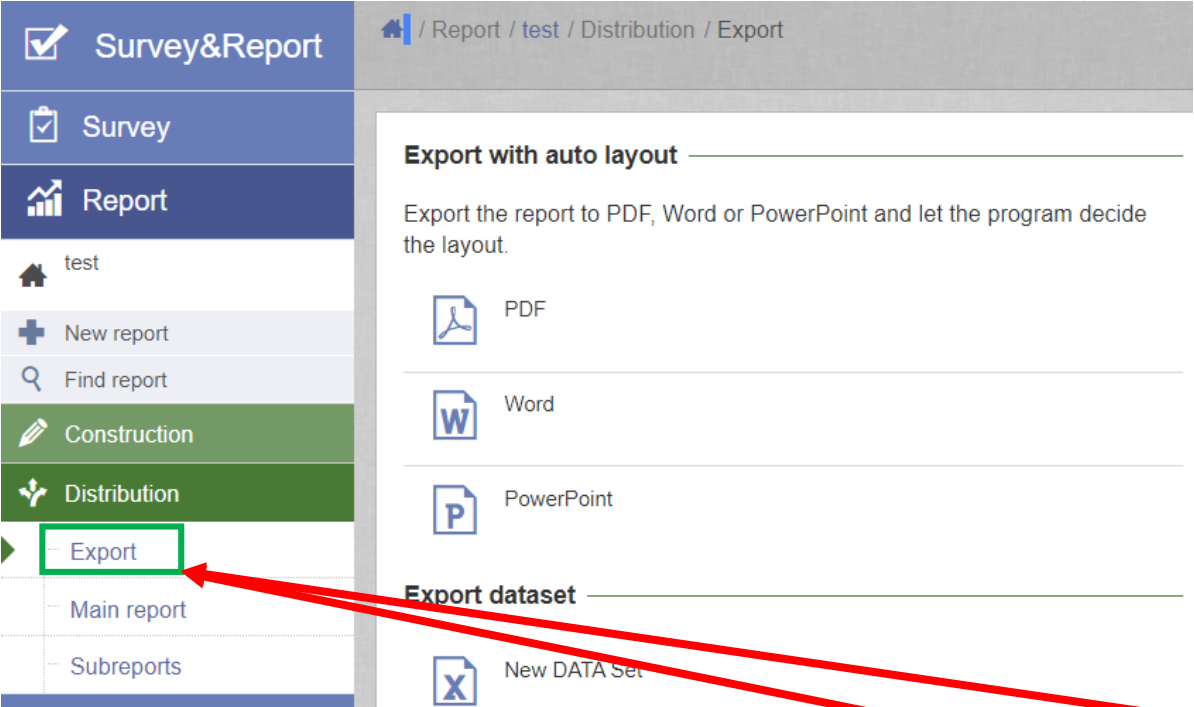 Survey&Report
Survey
Report
test
New report
Find report
Construction
Distribution
Export
Main report
Subreports
/ Report / test / Distribution / Export
Export with auto layout
Export the report to PDF, Word or PowerPoint and let the program decide
the layout.
PDF
Word
PowerPoint
Export dataset
New DATA Set